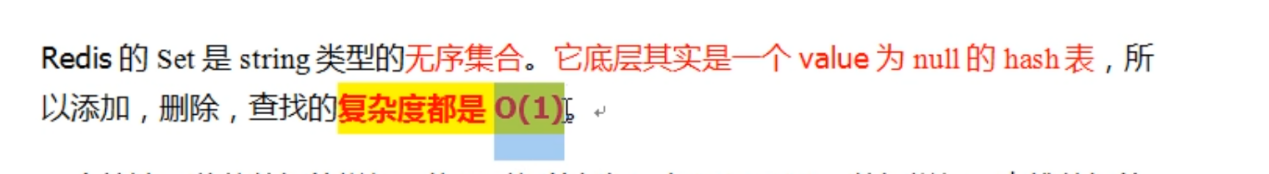 Redis 的 Set 是 string 类型的无序集合。它底层其实是一个 value 为 null 的 hash 表，所
以添加，删除，查找的复杂度都是 O(1)。